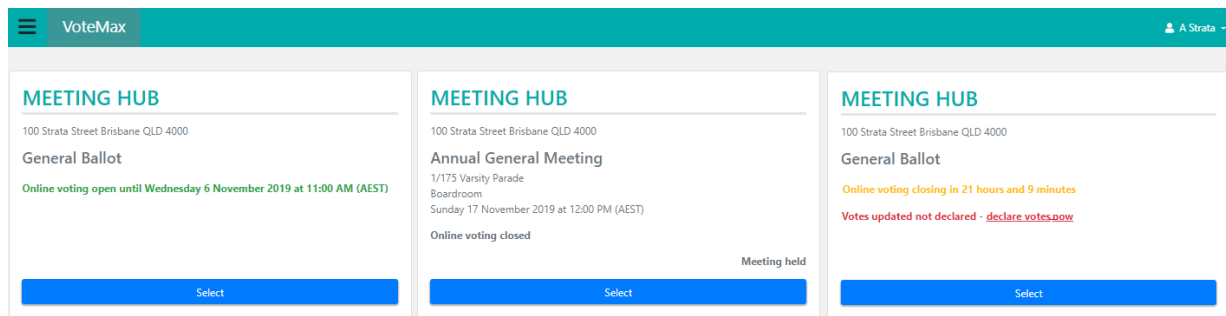 VoteMax
A Strata
MEETING HUB
100 Strata Street Brisbane QLD 4000
General Ballot
Online voting open until Wednesday 6 November 2019 at 11:00 AM (AEST)
Select
MEETING HUB
100 Strata Street Brisbane QLD 4000
Annual General Meeting
1/175 Varsity Parade
Boardroom
Sunday 17 November 2019 at 12:00 PM (AEST)
Online voting closed
Meeting held
Select
MEETING HUB
100 Strata Street Brisbane QLD 4000
General Ballot
Online voting closing in 21 hours and 9 minutes
Votes updated not declared - declare votes now
Select